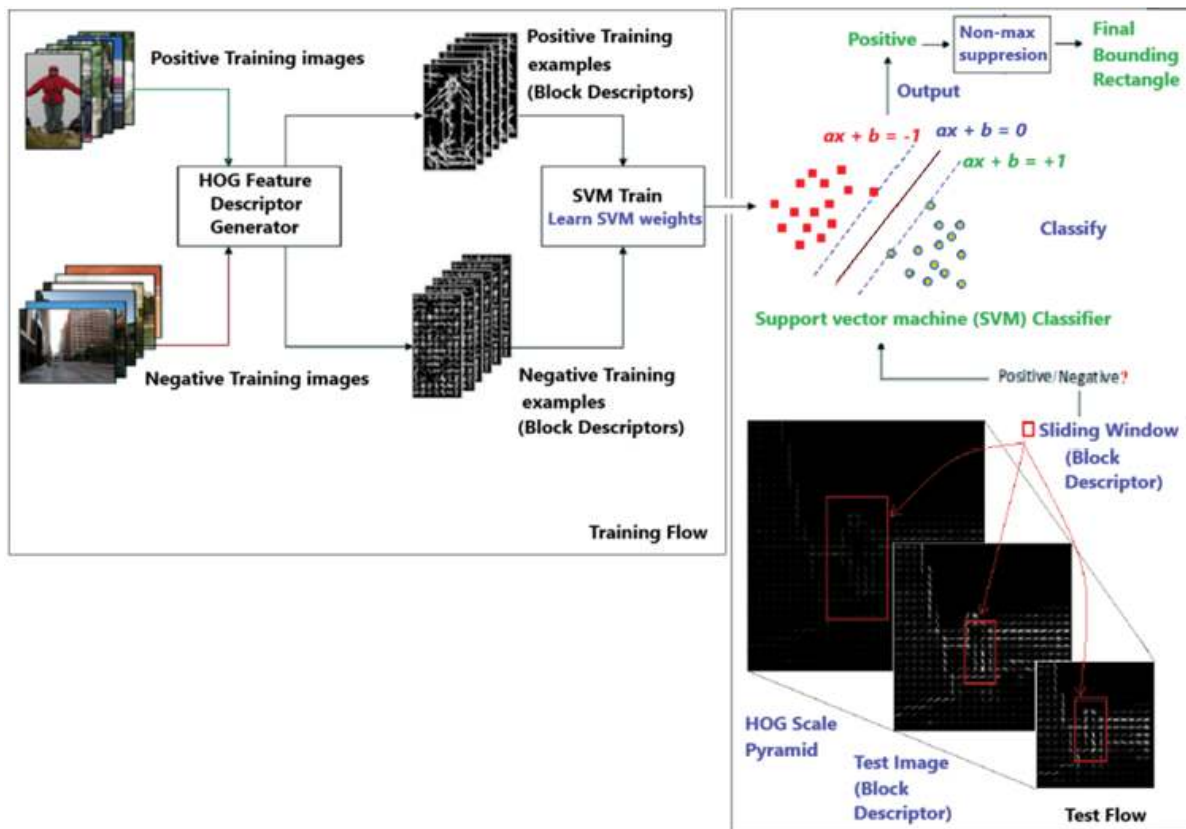 Positive Training images
Positive Training
examples
(Block Descriptors)
HOG Feature
Descriptor
Generator
SVM Train
Learn SVM weights
Negative Training images
Negative Training
examples
(Block Descriptors)
Training Flow
Positive
Non-max
suppresion
Final
Bounding
Rectangle
Output
ax + b = -1
ax + b = 0
ax + b = +1
Classify
Support vector machine (SVM) Classifier
Positive/Negative?
Sliding Window
(Block
Descriptor)
HOG Scale
Pyramid
Test Image
(Block
Descriptor)
Test Flow